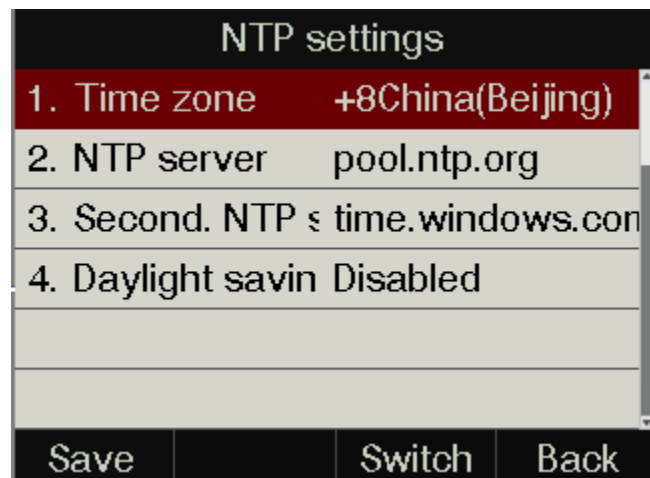 NTP settings
1. Time zone +8China(Beijing)
2. NTP server pool.ntp.org
3. Second. NTP s time.windows.com
4. Daylight savin Disabled
Save Switch Back